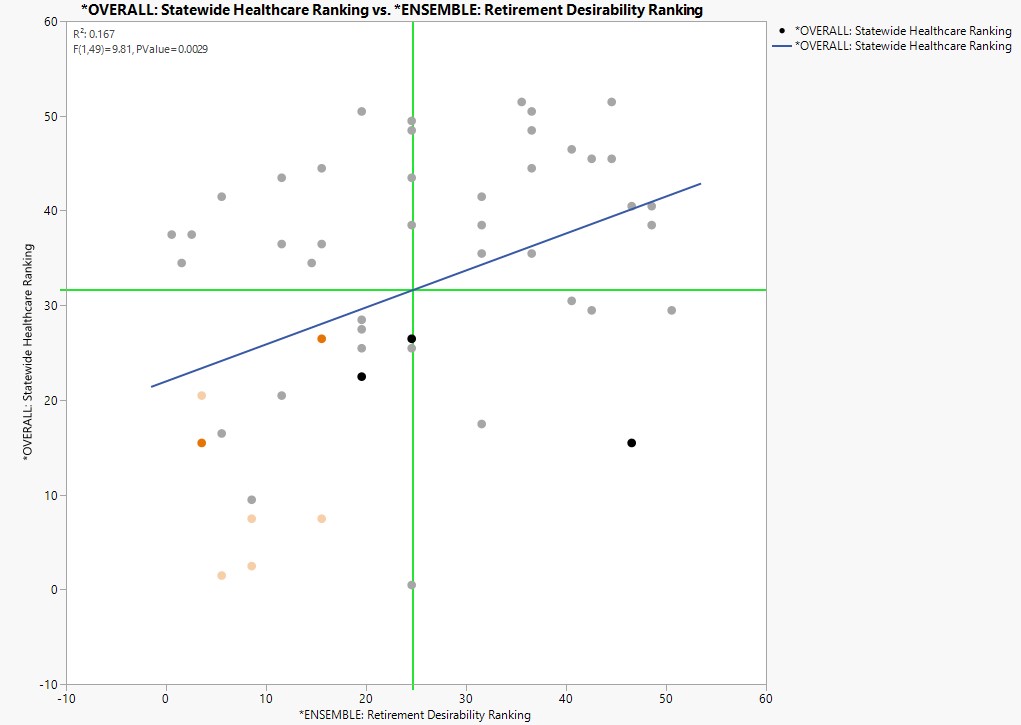 *OVERALL: Statewide Healthcare Ranking vs. *ENSEMBLE: Retirement Desirability Ranking
R²: 0.167
F(1,49)=9.81, PValue=0.0029
*OVERALL: Statewide Healthcare Ranking
*OVERALL: Statewide Healthcare Ranking
*OVERALL: Statewide Healthcare Ranking
60
50
40
30
20
10
0
-10
-10
0
10
20
30
40
50
60
*ENSEMBLE: Retirement Desirability Ranking